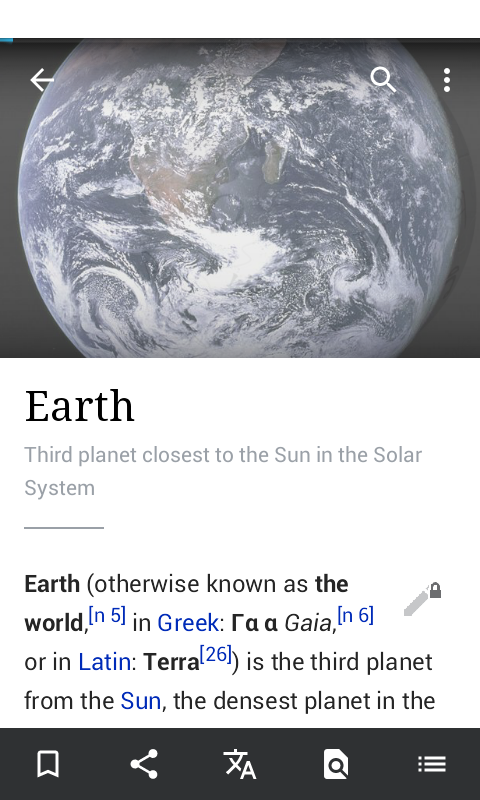 Earth
Third planet closest to the Sun in the Solar
System
Earth (otherwise known as the
world,[n 5] in Greek: Γα α Gaia,[n 6]
or in Latin: Terra[26]) is the third planet
from the Sun, the densest planet in the